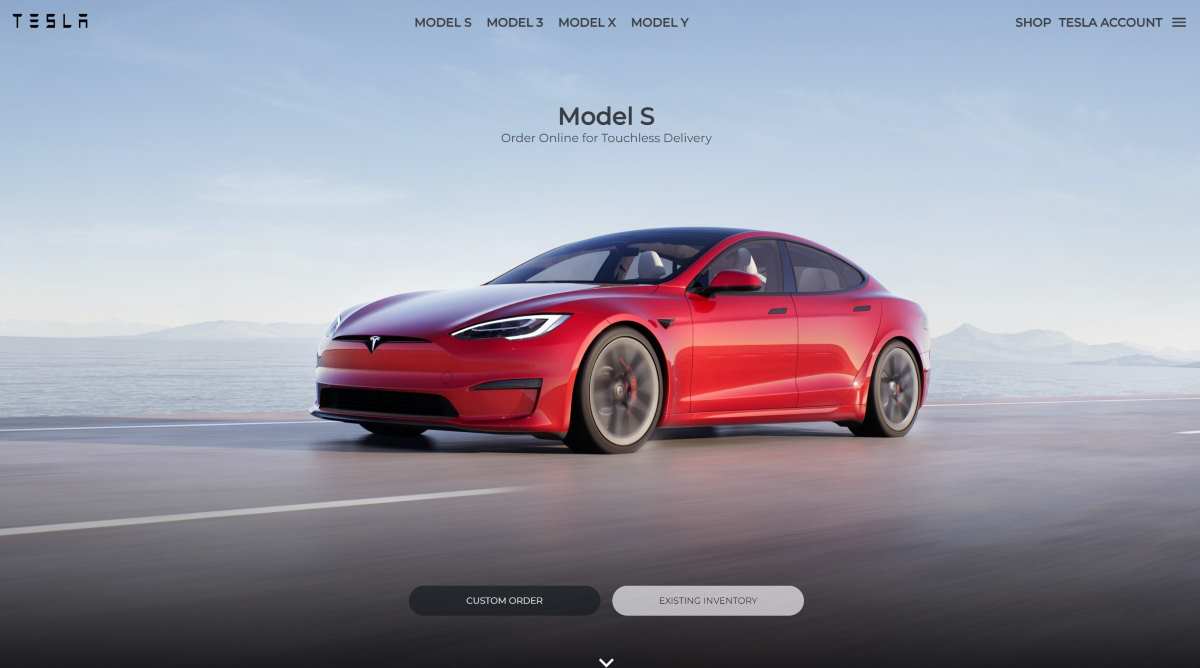 TESLA
MODEL S MODEL 3 MODEL X MODEL Y
SHOP TESLA ACCOUNT
Model S
Order Online for Touchless Delivery
CUSTOM ORDER
EXISTING INVENTORY